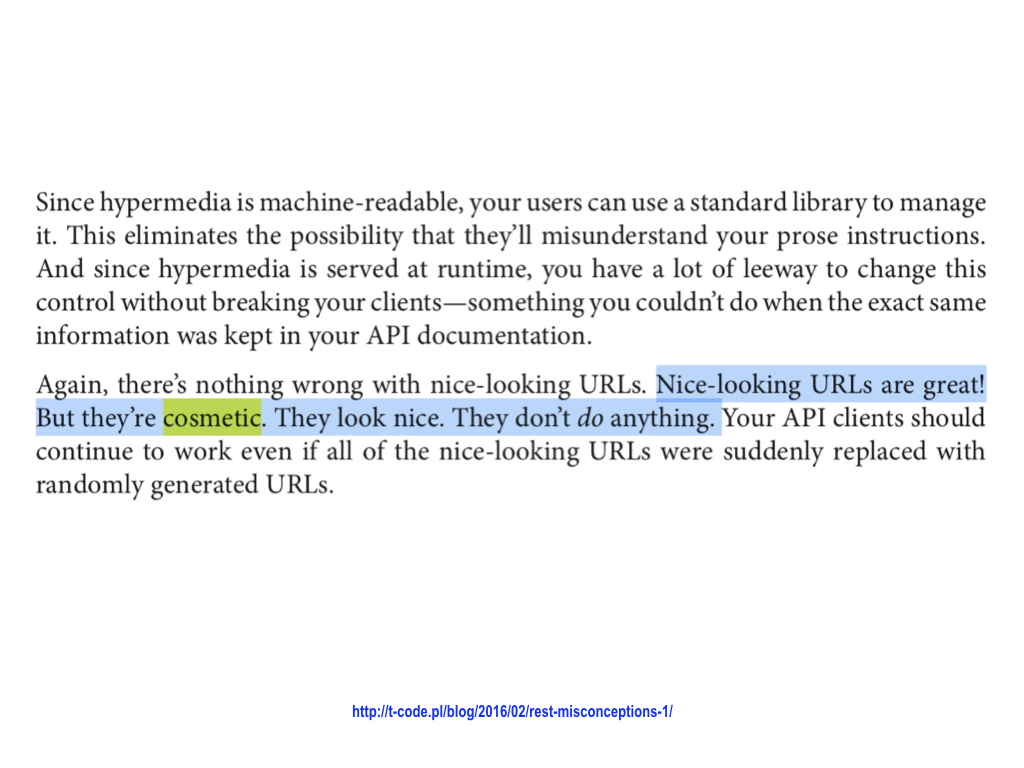 Since hypermedia is machine-readable, your users can use a standard library to manage
it. This eliminates the possibility that they’ll misunderstand your prose instructions.
And since hypermedia is served at runtime, you have a lot of leeway to change this
control without breaking your clients—something you couldn’t do when the exact same
information was kept in your API documentation.
Again, there’s nothing wrong with nice-looking URLs. Nice-looking URLs are great!
But they’re cosmetic. They look nice. They don’t do anything. Your API clients should
continue to work even if all of the nice-looking URLs were suddenly replaced with
randomly generated URLs.
http://t-code.pl/blog/2016/02/rest-misconceptions-1/